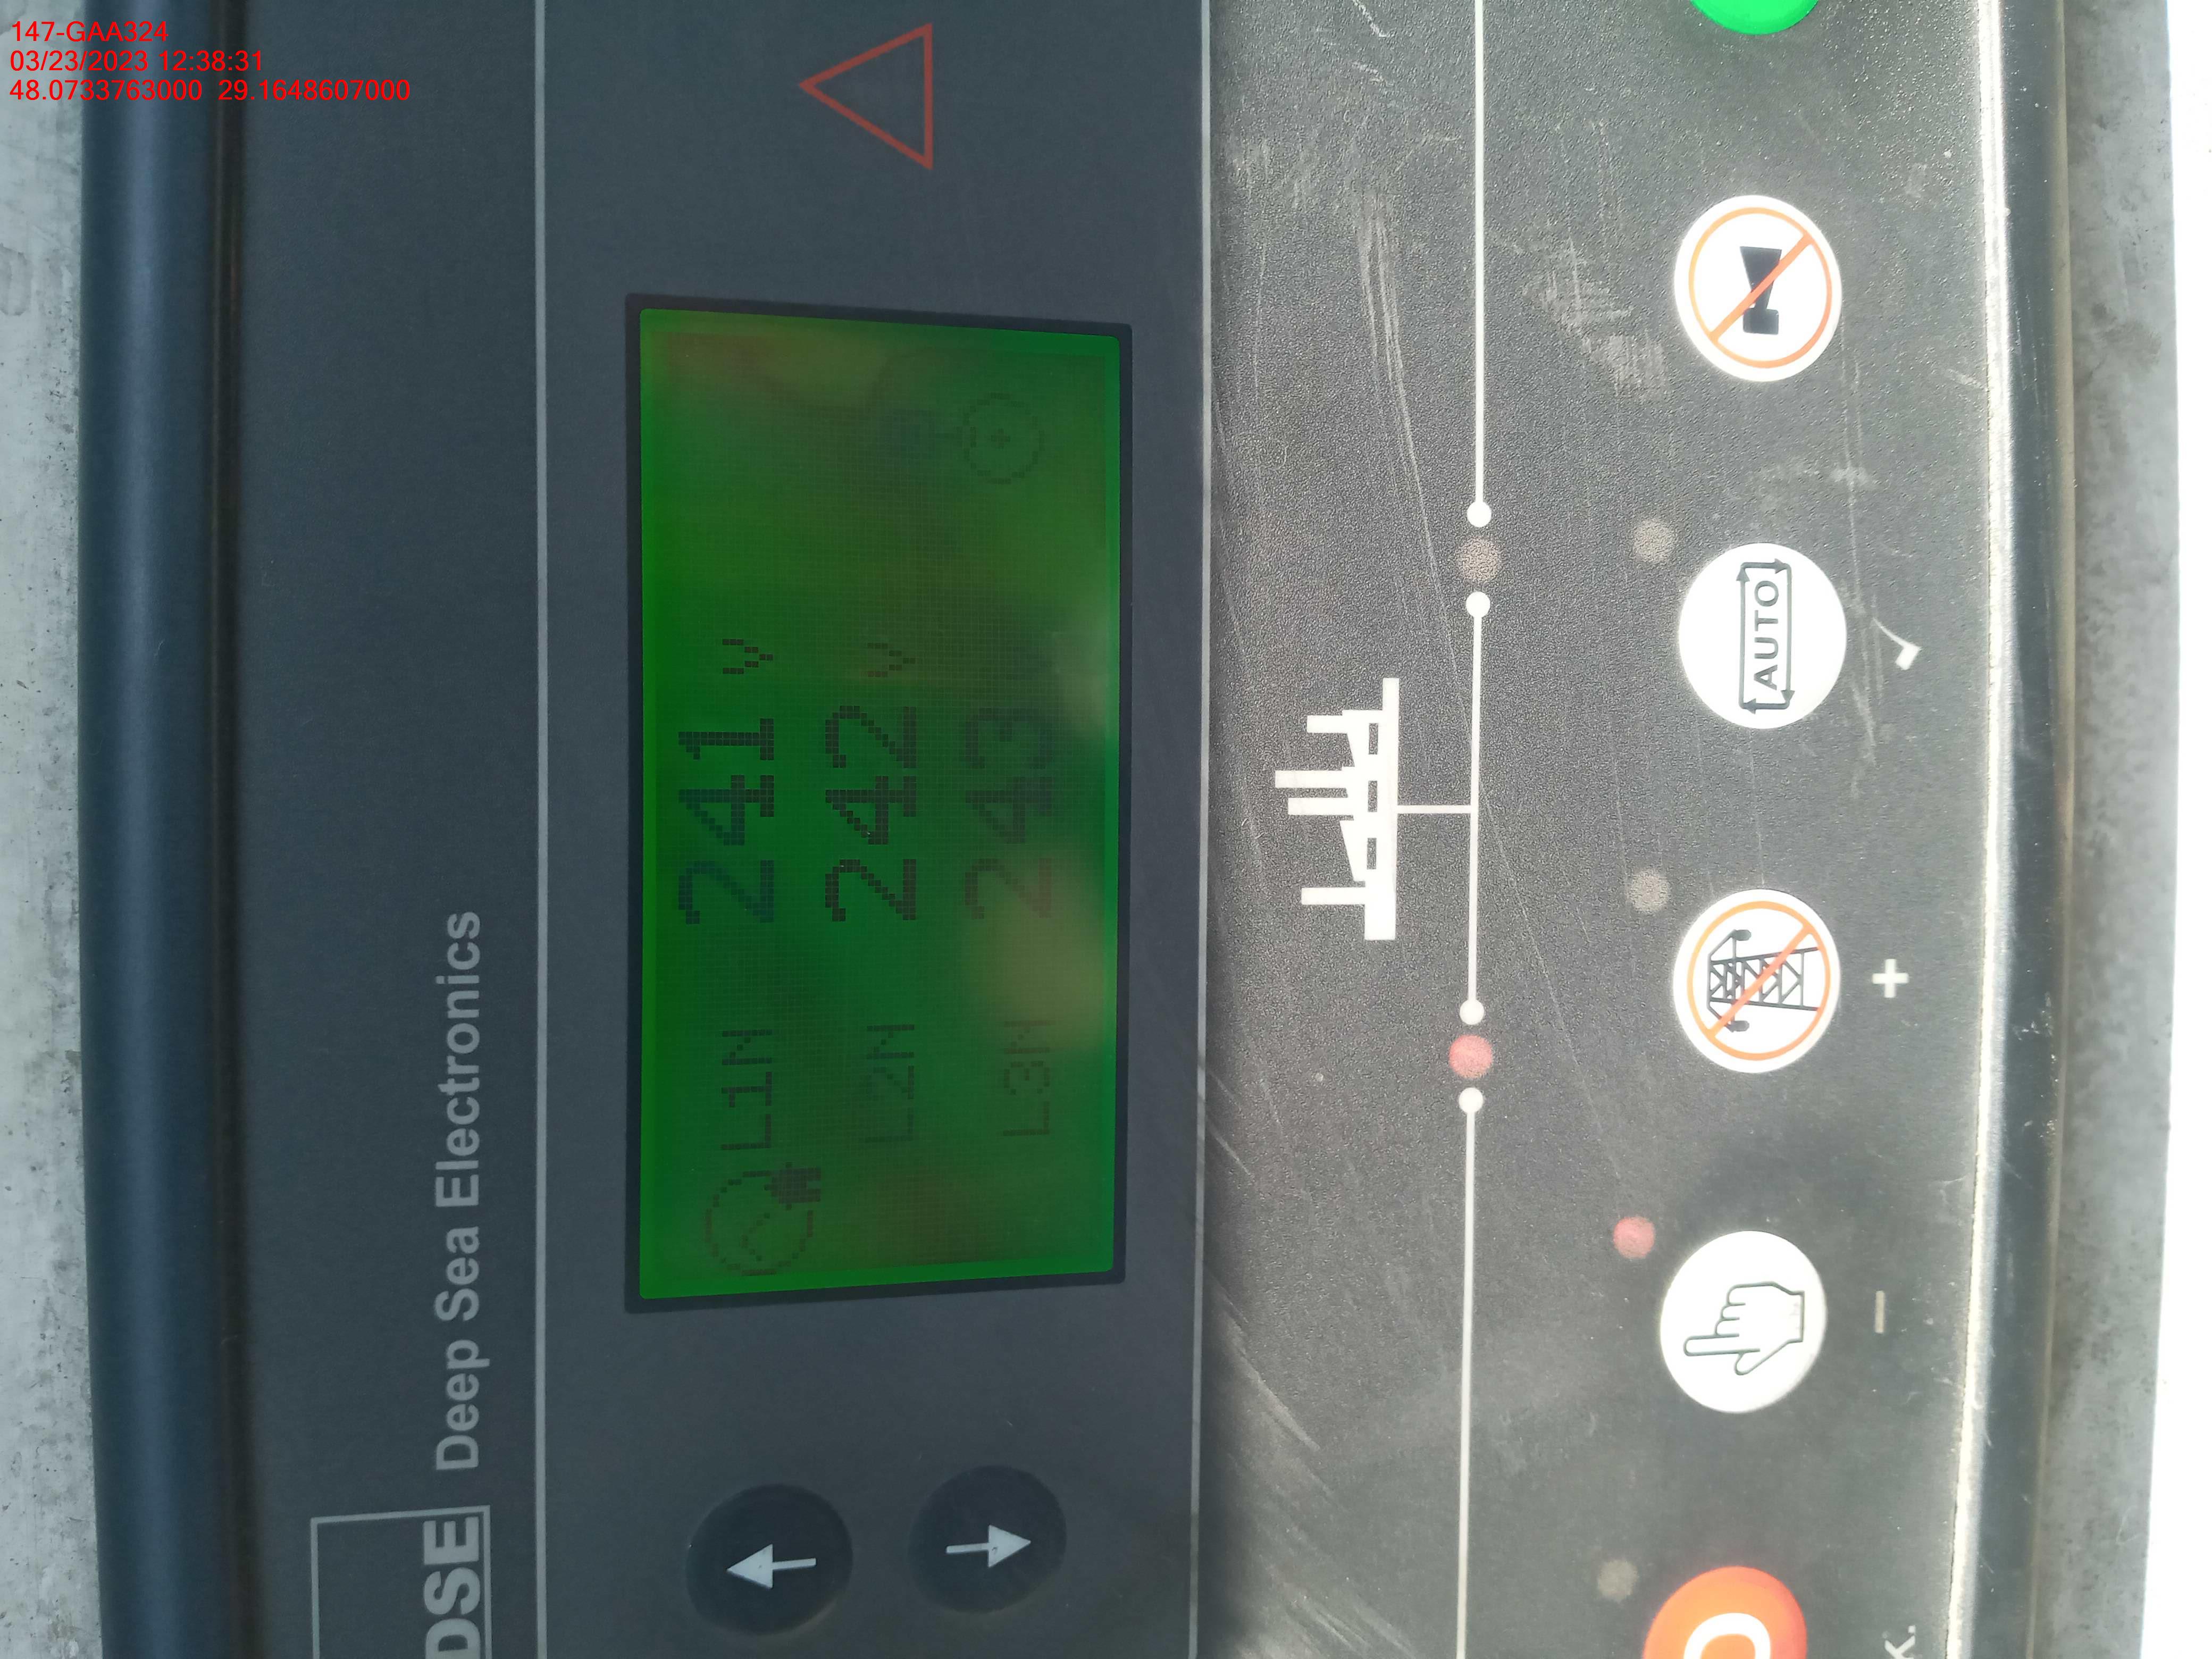 147-GAA324
03/23/2023 12:38:31
48.0733763000 29.1648607000
DSE Deep Sea Electronics
L1N 241 v
L2N 242 v
L3N 243 v
AUTO
+
-